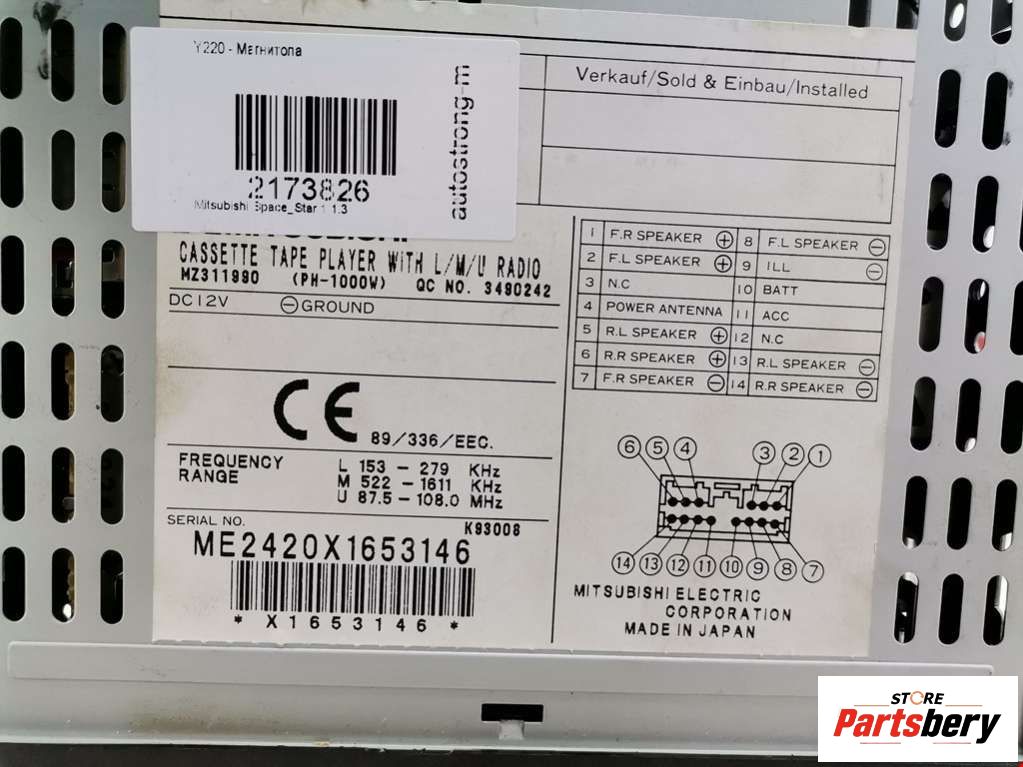 Y220 - Магнитола
2173826
Mitsubishi Space_Star 1 1.3
autostrong-m
Verkauf/Sold & Einbau/Installed
MITSUBISHI
CASSETTE TAPE PLAYER WITH L/M/U RADIO
MZ311990 (PH-1000W) QC NO. 3490242
DC12V ⊖GROUND
CE 89/336/EEC.
FREQUENCY RANGE
L 153 - 279 KHz
M 522 - 1611 KHz
U 87.5 - 108.0 MHz
SERIAL NO. K93008
ME2420X1653146
* X1653146 *
1 F.R SPEAKER ⊕ 8 F.L SPEAKER ⊖
2 F.L SPEAKER ⊕ 9 ILL ⊖
3 N.C 10 BATT
4 POWER ANTENNA 11 ACC
5 R.L SPEAKER ⊕ 12 N.C
6 R.R SPEAKER ⊕ 13 R.L SPEAKER ⊖
7 F.R SPEAKER ⊖ 14 R.R SPEAKER ⊖
6 5 4 3 2 1
14 13 12 11 10 9 8 7
MITSUBISHI ELECTRIC
CORPORATION
MADE IN JAPAN
STORE
Partsbery